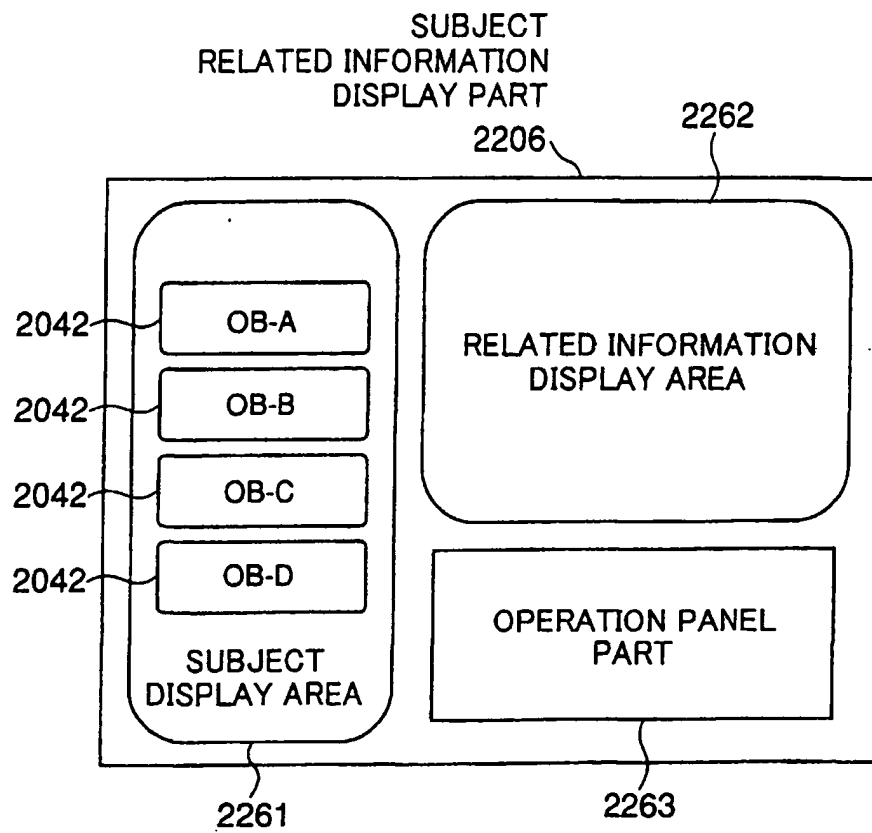 SUBJECT
RELATED INFORMATION
DISPLAY PART
2206
2262
2042
OB-A
2042
OB-B
2042
OB-C
2042
OB-D
SUBJECT
DISPLAY AREA
RELATED INFORMATION
DISPLAY AREA
OPERATION PANEL
PART
2261
2263